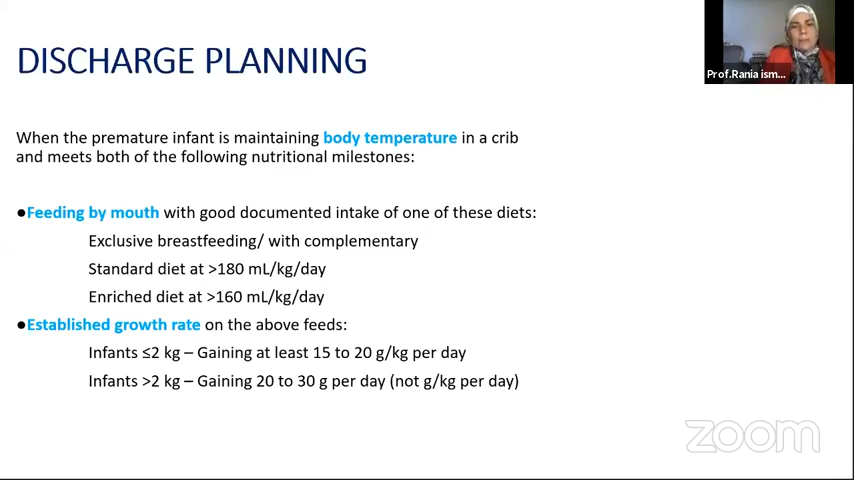 DISCHARGE PLANNING
Prof.Rania ism...
When the premature infant is maintaining body temperature in a crib
and meets both of the following nutritional milestones:
●Feeding by mouth with good documented intake of one of these diets:
Exclusive breastfeeding/ with complementary
Standard diet at >180 mL/kg/day
Enriched diet at >160 mL/kg/day
●Established growth rate on the above feeds:
Infants ≤2 kg – Gaining at least 15 to 20 g/kg per day
Infants >2 kg – Gaining 20 to 30 g per day (not g/kg per day)
zoom